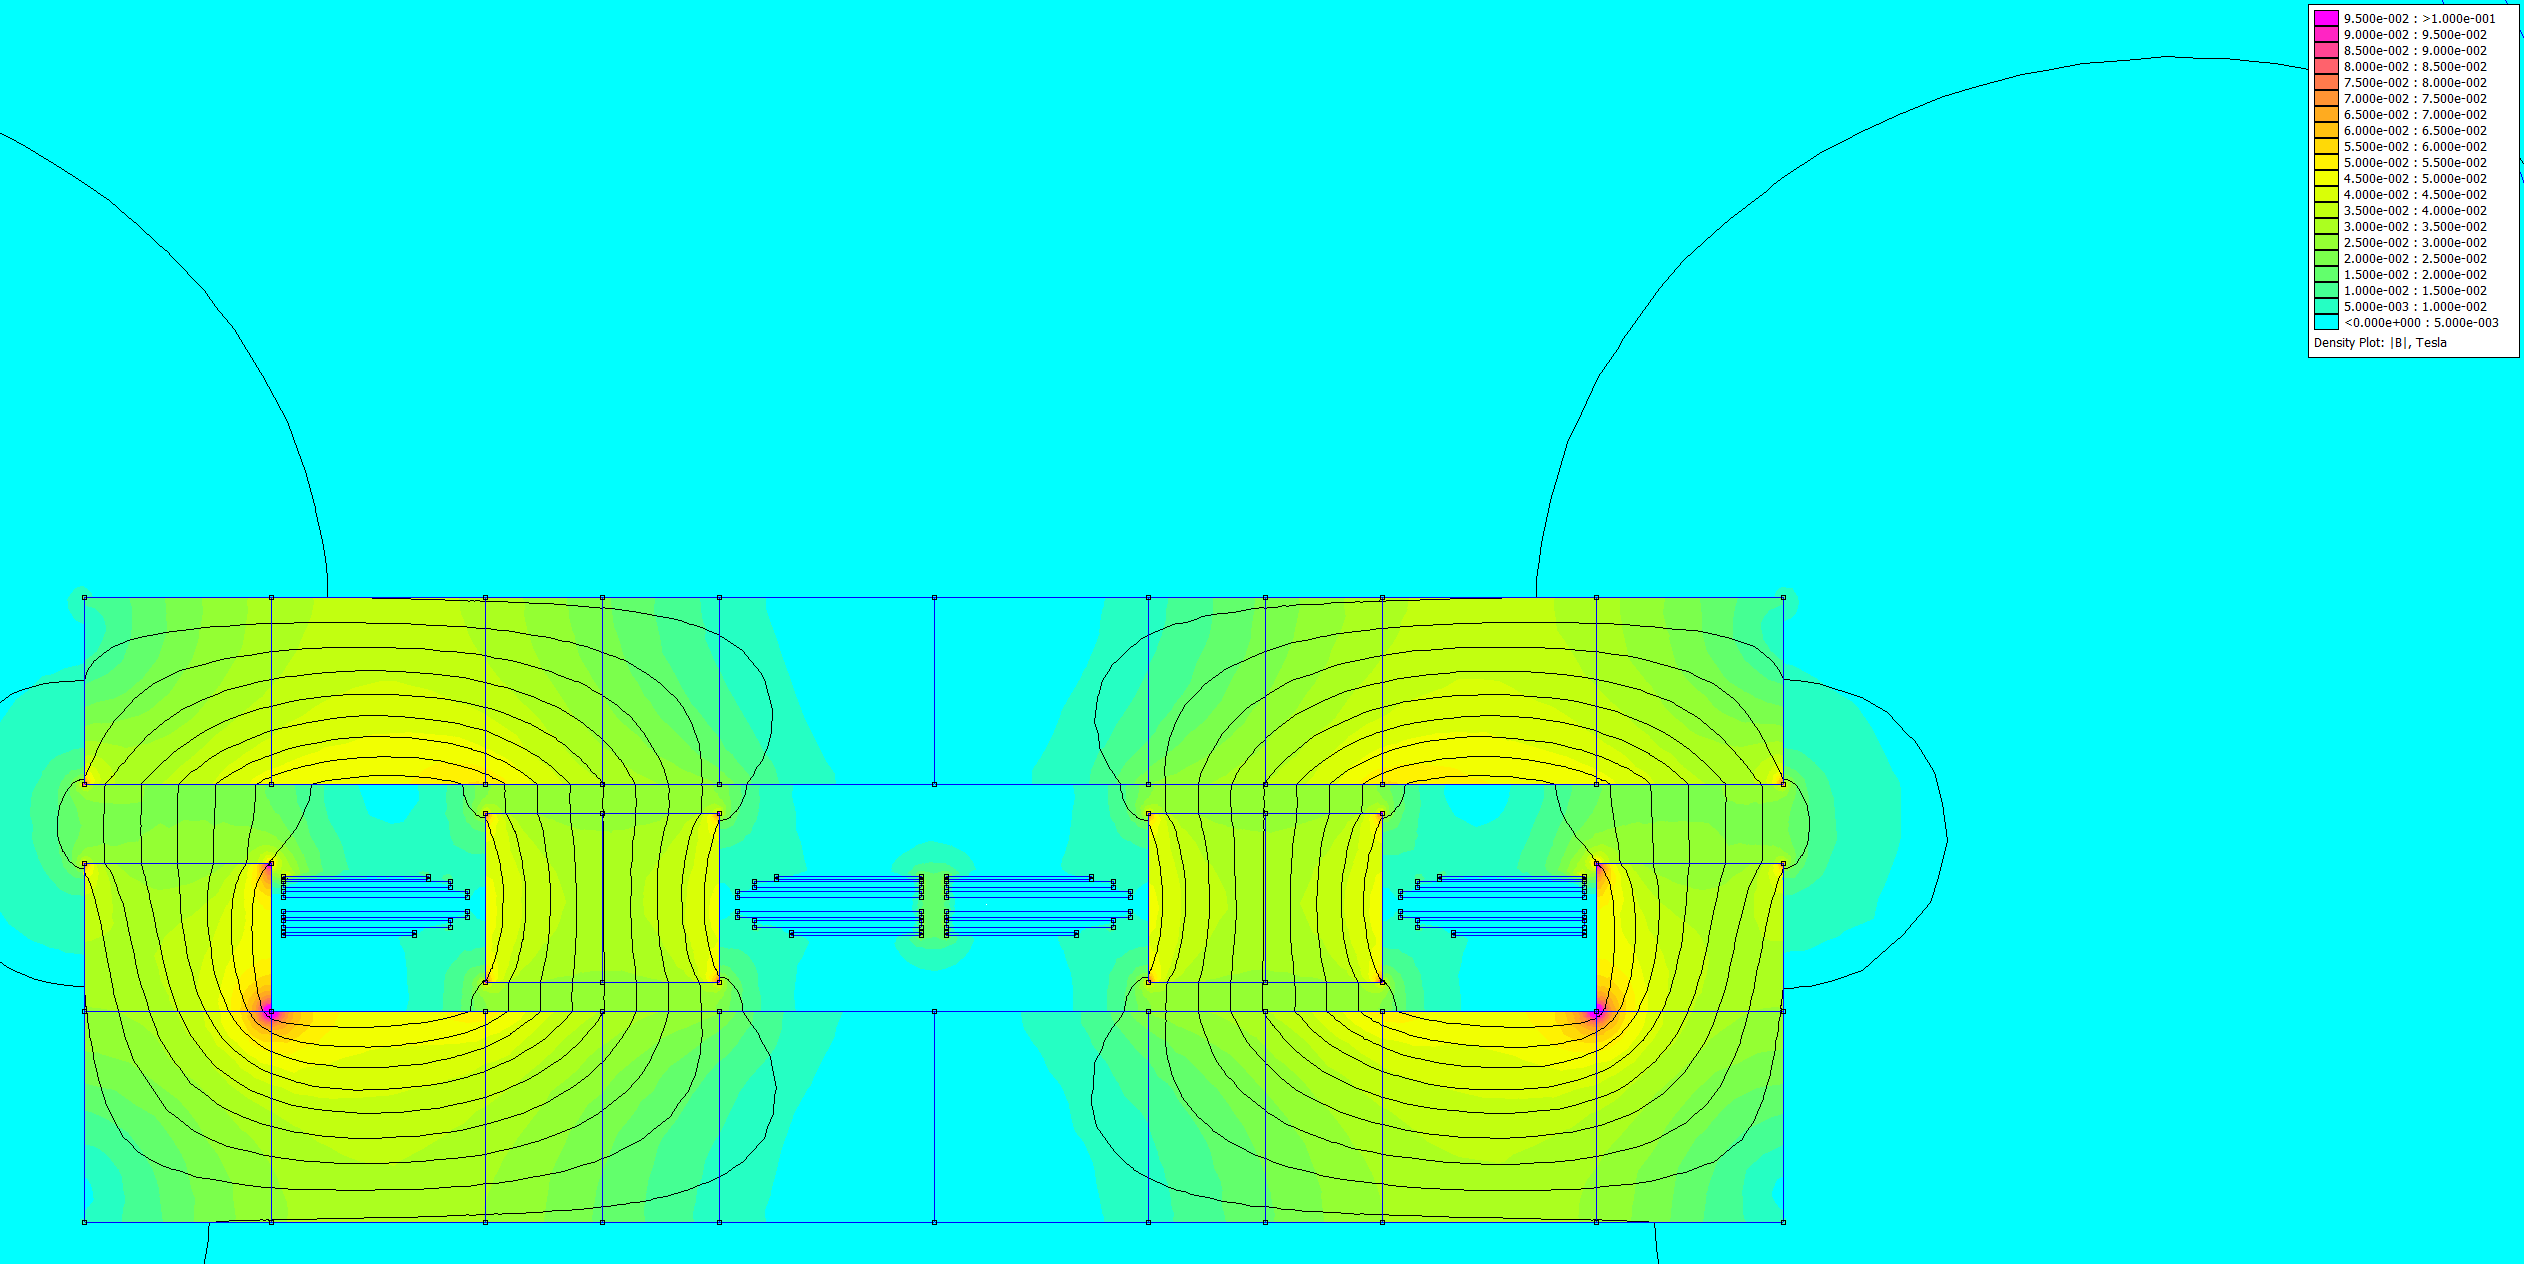 9.500e-002 : >1.000e-001
9.000e-002 : 9.500e-002
8.500e-002 : 9.000e-002
8.000e-002 : 8.500e-002
7.500e-002 : 8.000e-002
7.000e-002 : 7.500e-002
6.500e-002 : 7.000e-002
6.000e-002 : 6.500e-002
5.500e-002 : 6.000e-002
5.000e-002 : 5.500e-002
4.500e-002 : 5.000e-002
4.000e-002 : 4.500e-002
3.500e-002 : 4.000e-002
3.000e-002 : 3.500e-002
2.500e-002 : 3.000e-002
2.000e-002 : 2.500e-002
1.500e-002 : 2.000e-002
1.000e-002 : 1.500e-002
5.000e-003 : 1.000e-002
<0.000e+000 : 5.000e-003
Density Plot: |B|, Tesla